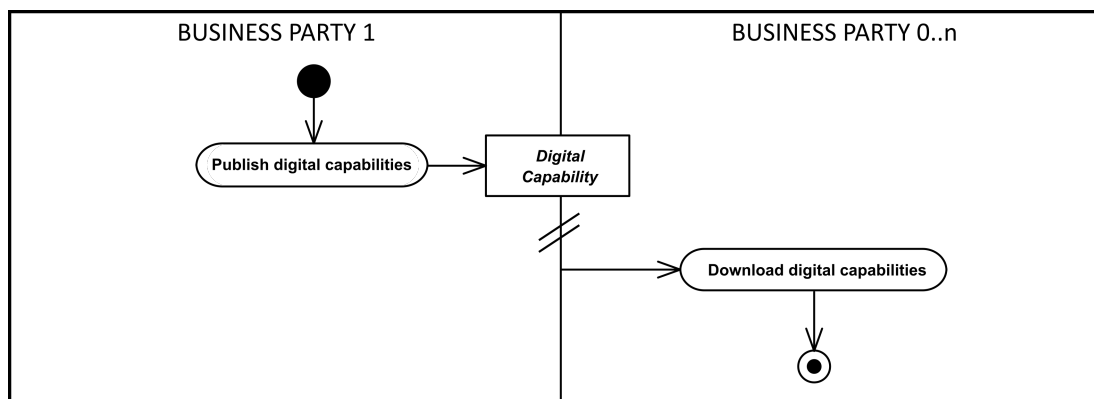 BUSINESS PARTY 1
BUSINESS PARTY 0..n
Publish digital capabilities
Digital
Capability
Download digital capabilities